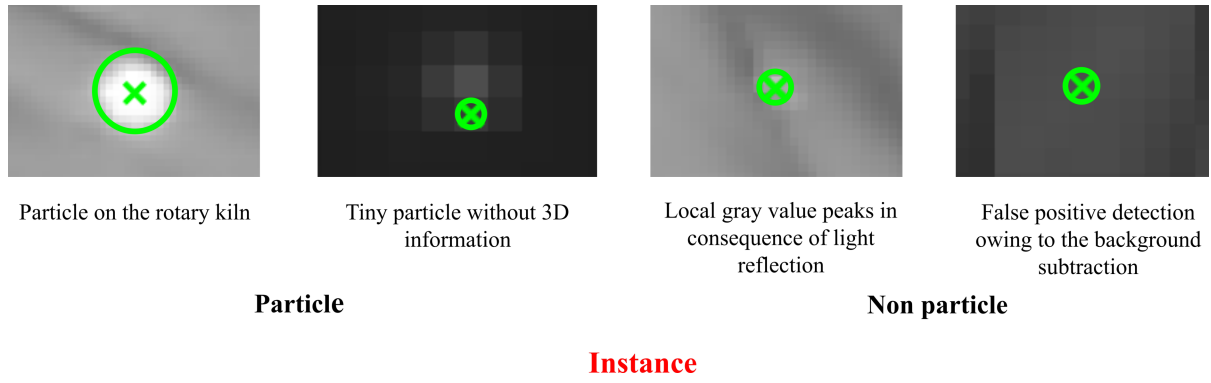 Particle on the rotary kiln
Tiny particle without 3D
information
Local gray value peaks in
consequence of light
reflection
False positive detection
owing to the background
subtraction
Particle
Non particle
Instance